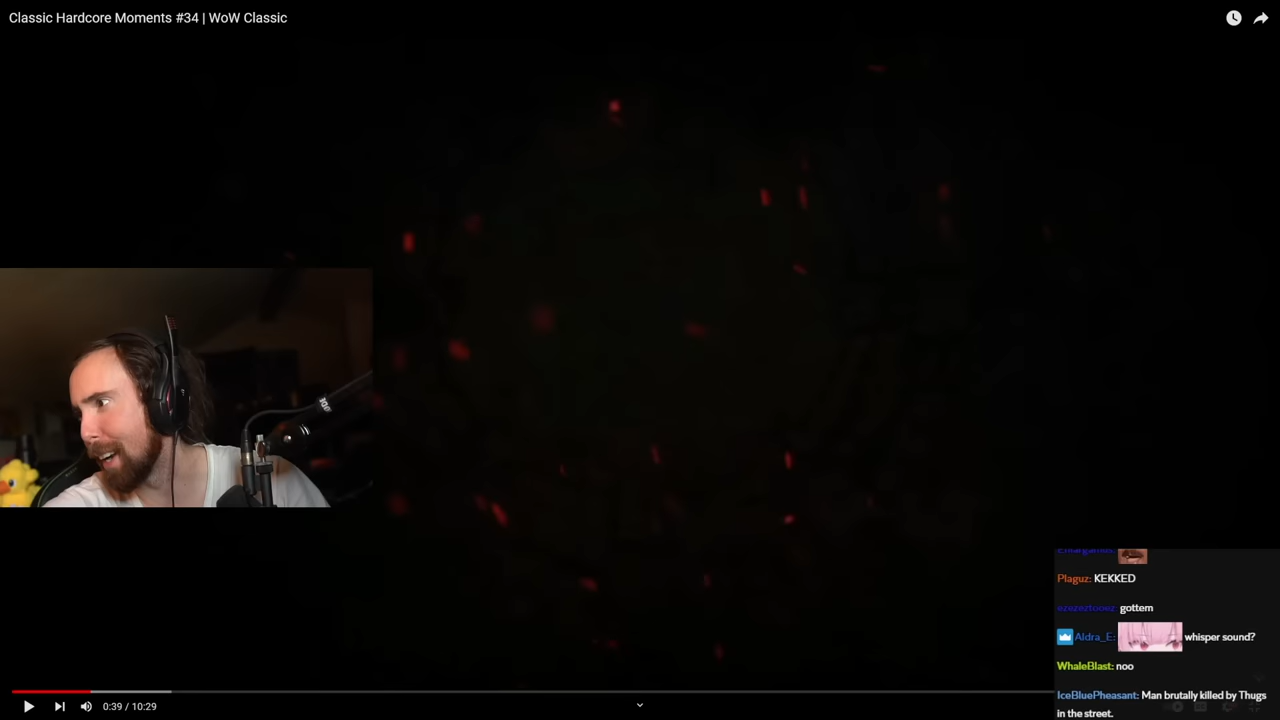 Classic Hardcore Moments #34 | WoW Classic
Plaguz: KEKKED
ezezeztooez: gottem
Aldra_E: whisper sound?
WhaleBlast: noo
IceBluePheasant: Man brutally killed by Thugs
in the street.
0:39 / 10:29